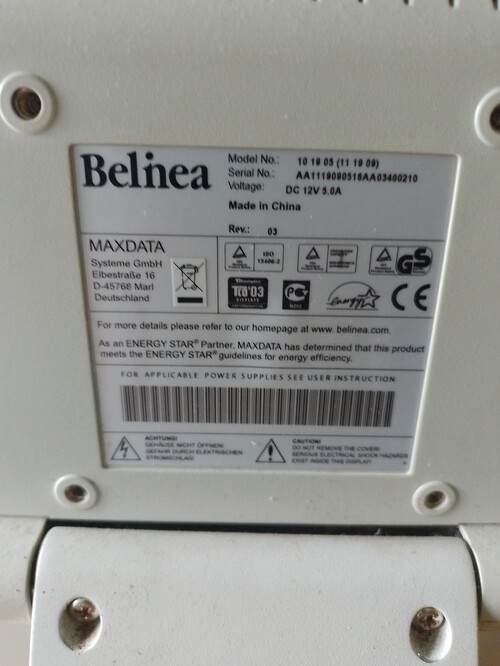 Belinea
Model No.: 10 19 05 (11 19 09)
Serial No.: AA1119090516AA03400210
Voltage: DC 12V 5.0A
Made in China
Rev.: 03
MAXDATA
Systeme GmbH
Elbestraße 16
D-45768 Marl
Deutschland
ISO
13406-2
GS
TCO'03
DISPLAYS
energy
CE
For more details please refer to our homepage at www. belinea.com.
As an ENERGY STAR® Partner, MAXDATA has determined that this product
meets the ENERGY STAR® guidelines for energy efficiency.
FOR APPLICABLE POWER SUPPLIES SEE USER INSTRUCTION
ACHTUNG!
GEHÄUSE NICHT ÖFFNEN!
GEFAHR DURCH ELEKTRISCHEN
STROMSCHLAG!
CAUTION!
DO NOT REMOVE THE COVER!
SERIOUS ELECTRICAL SHOCK HAZARDS
EXIST INSIDE THIS DISPLAY!